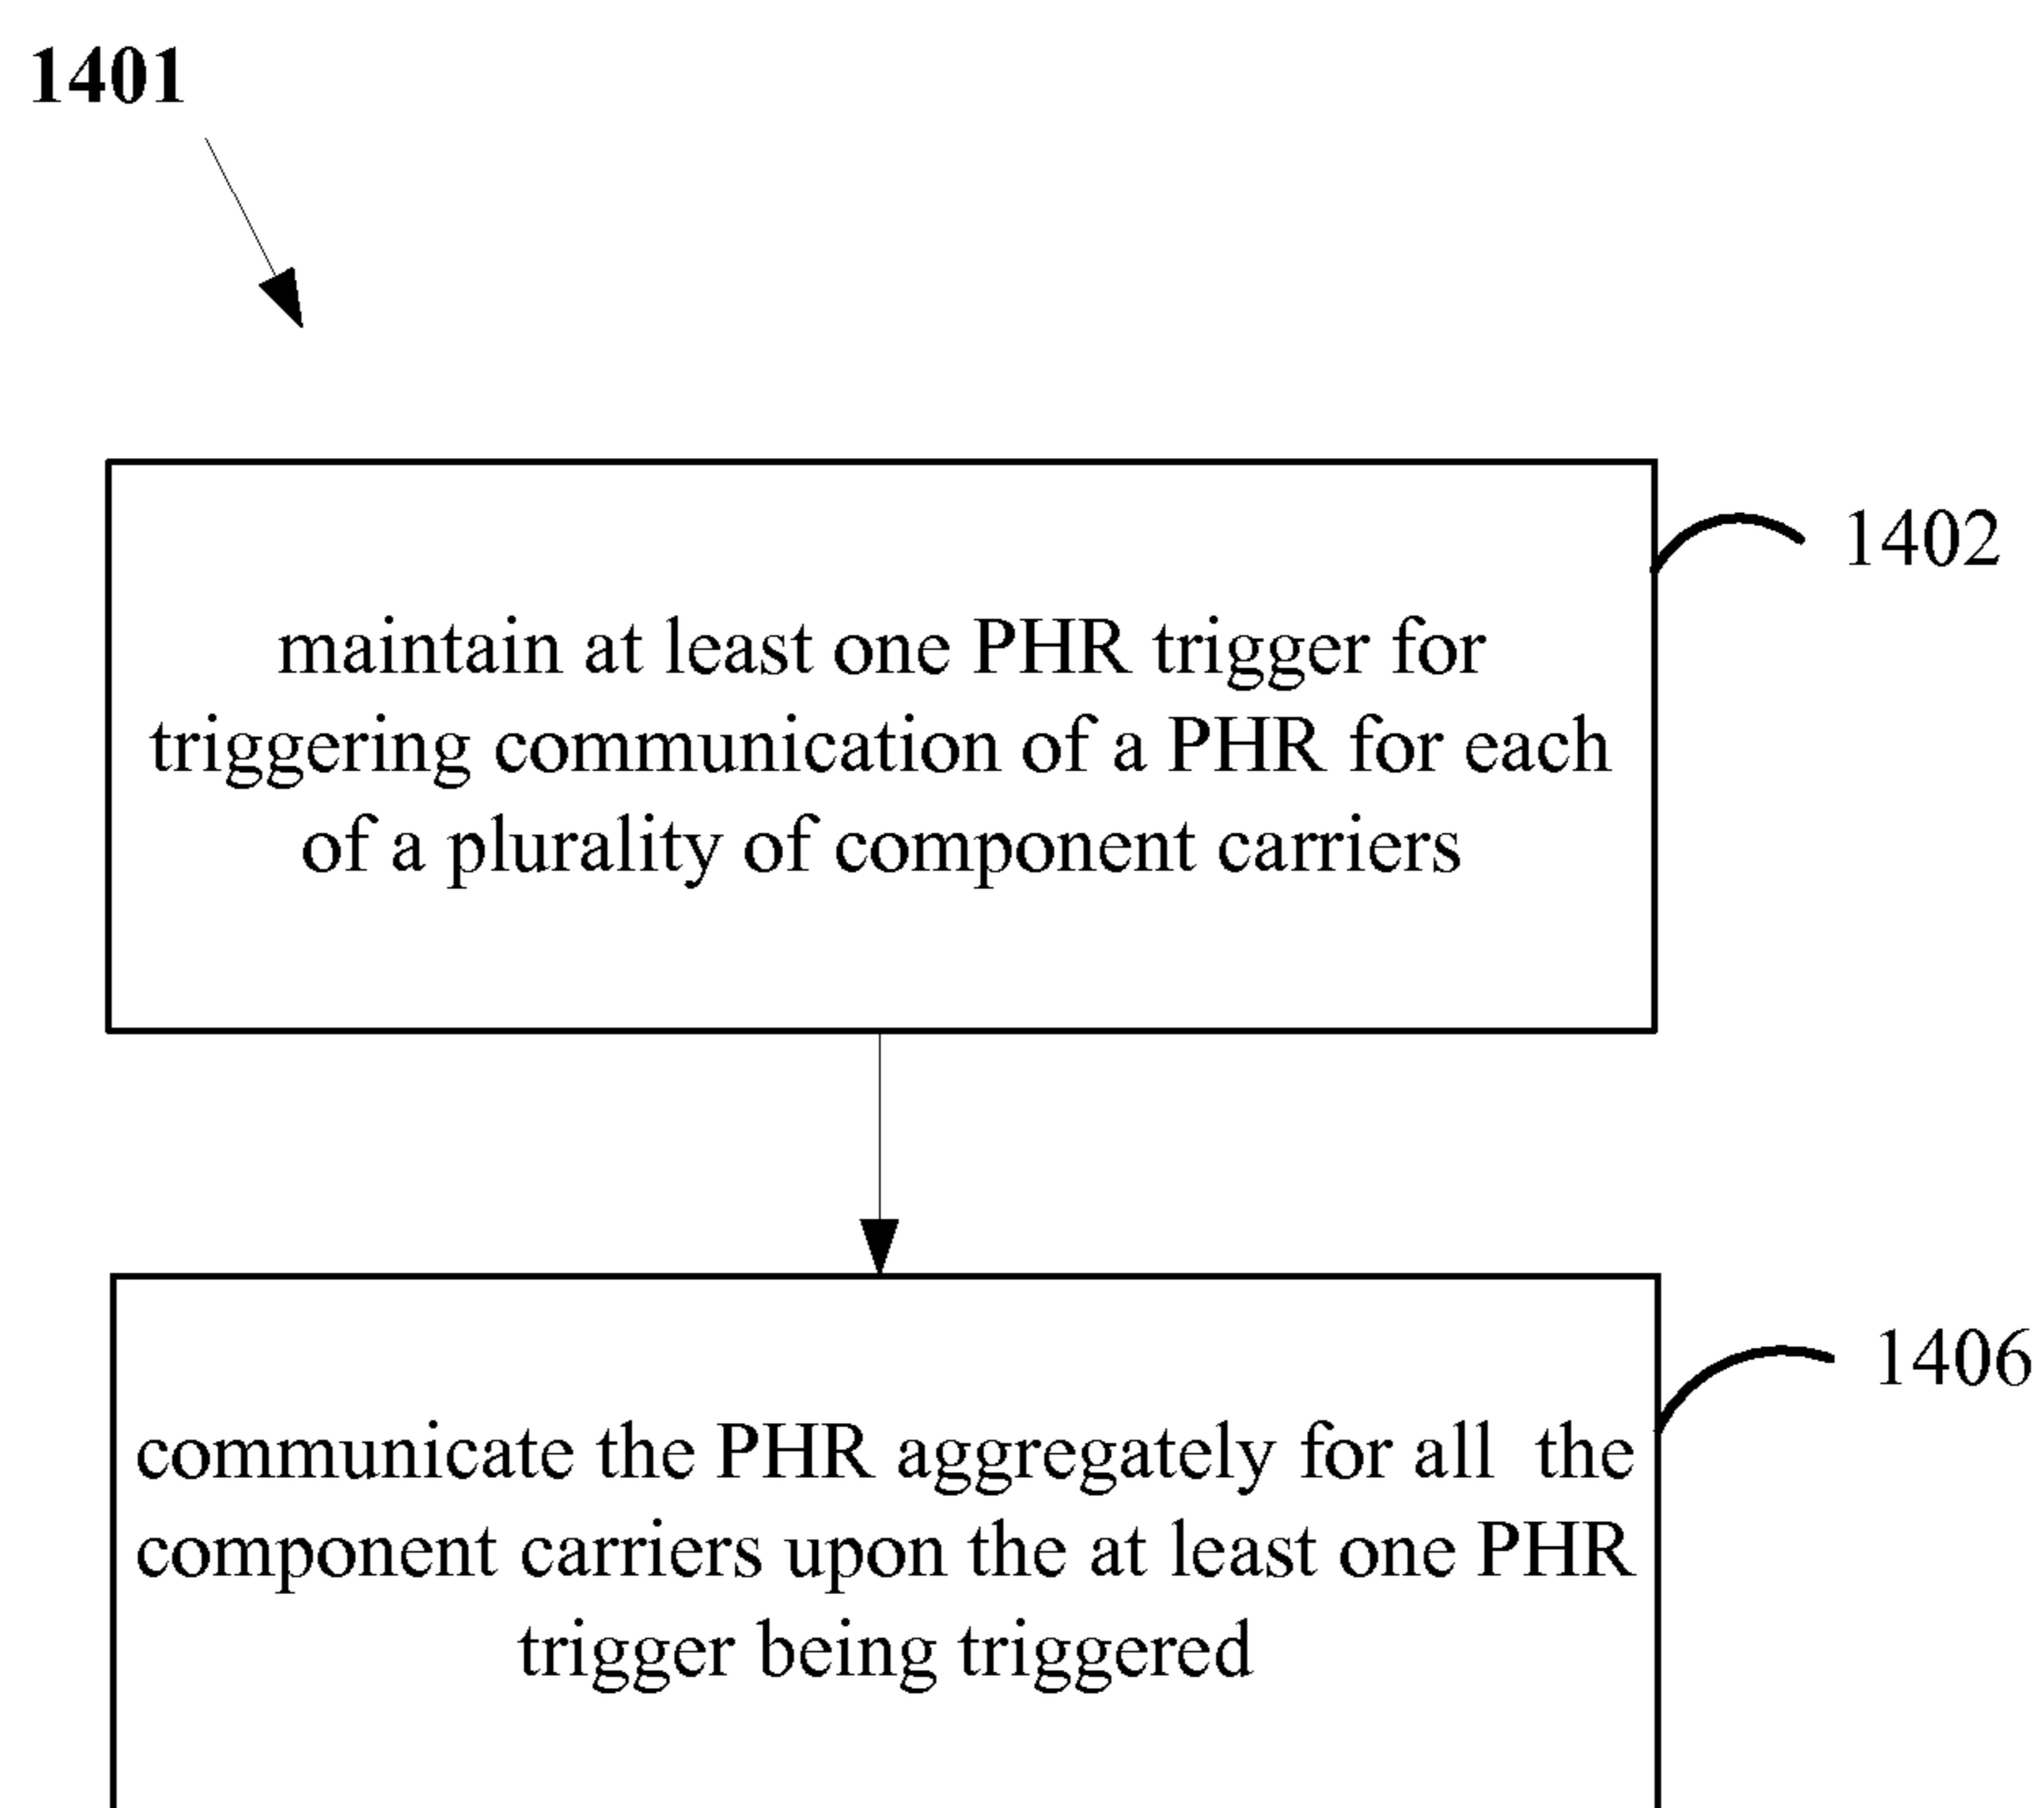 1401
1402
maintain at least one PHR trigger for
triggering communication of a PHR for each
of a plurality of component carriers
1406
communicate the PHR aggregately for all the
component carriers upon the at least one PHR
trigger being triggered